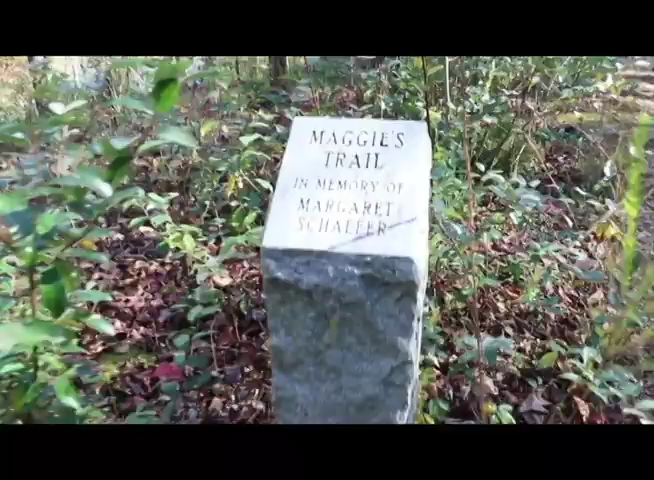 MAGGIE'S
TRAIL
IN MEMORY OF
MARGARET
SCHAEFER